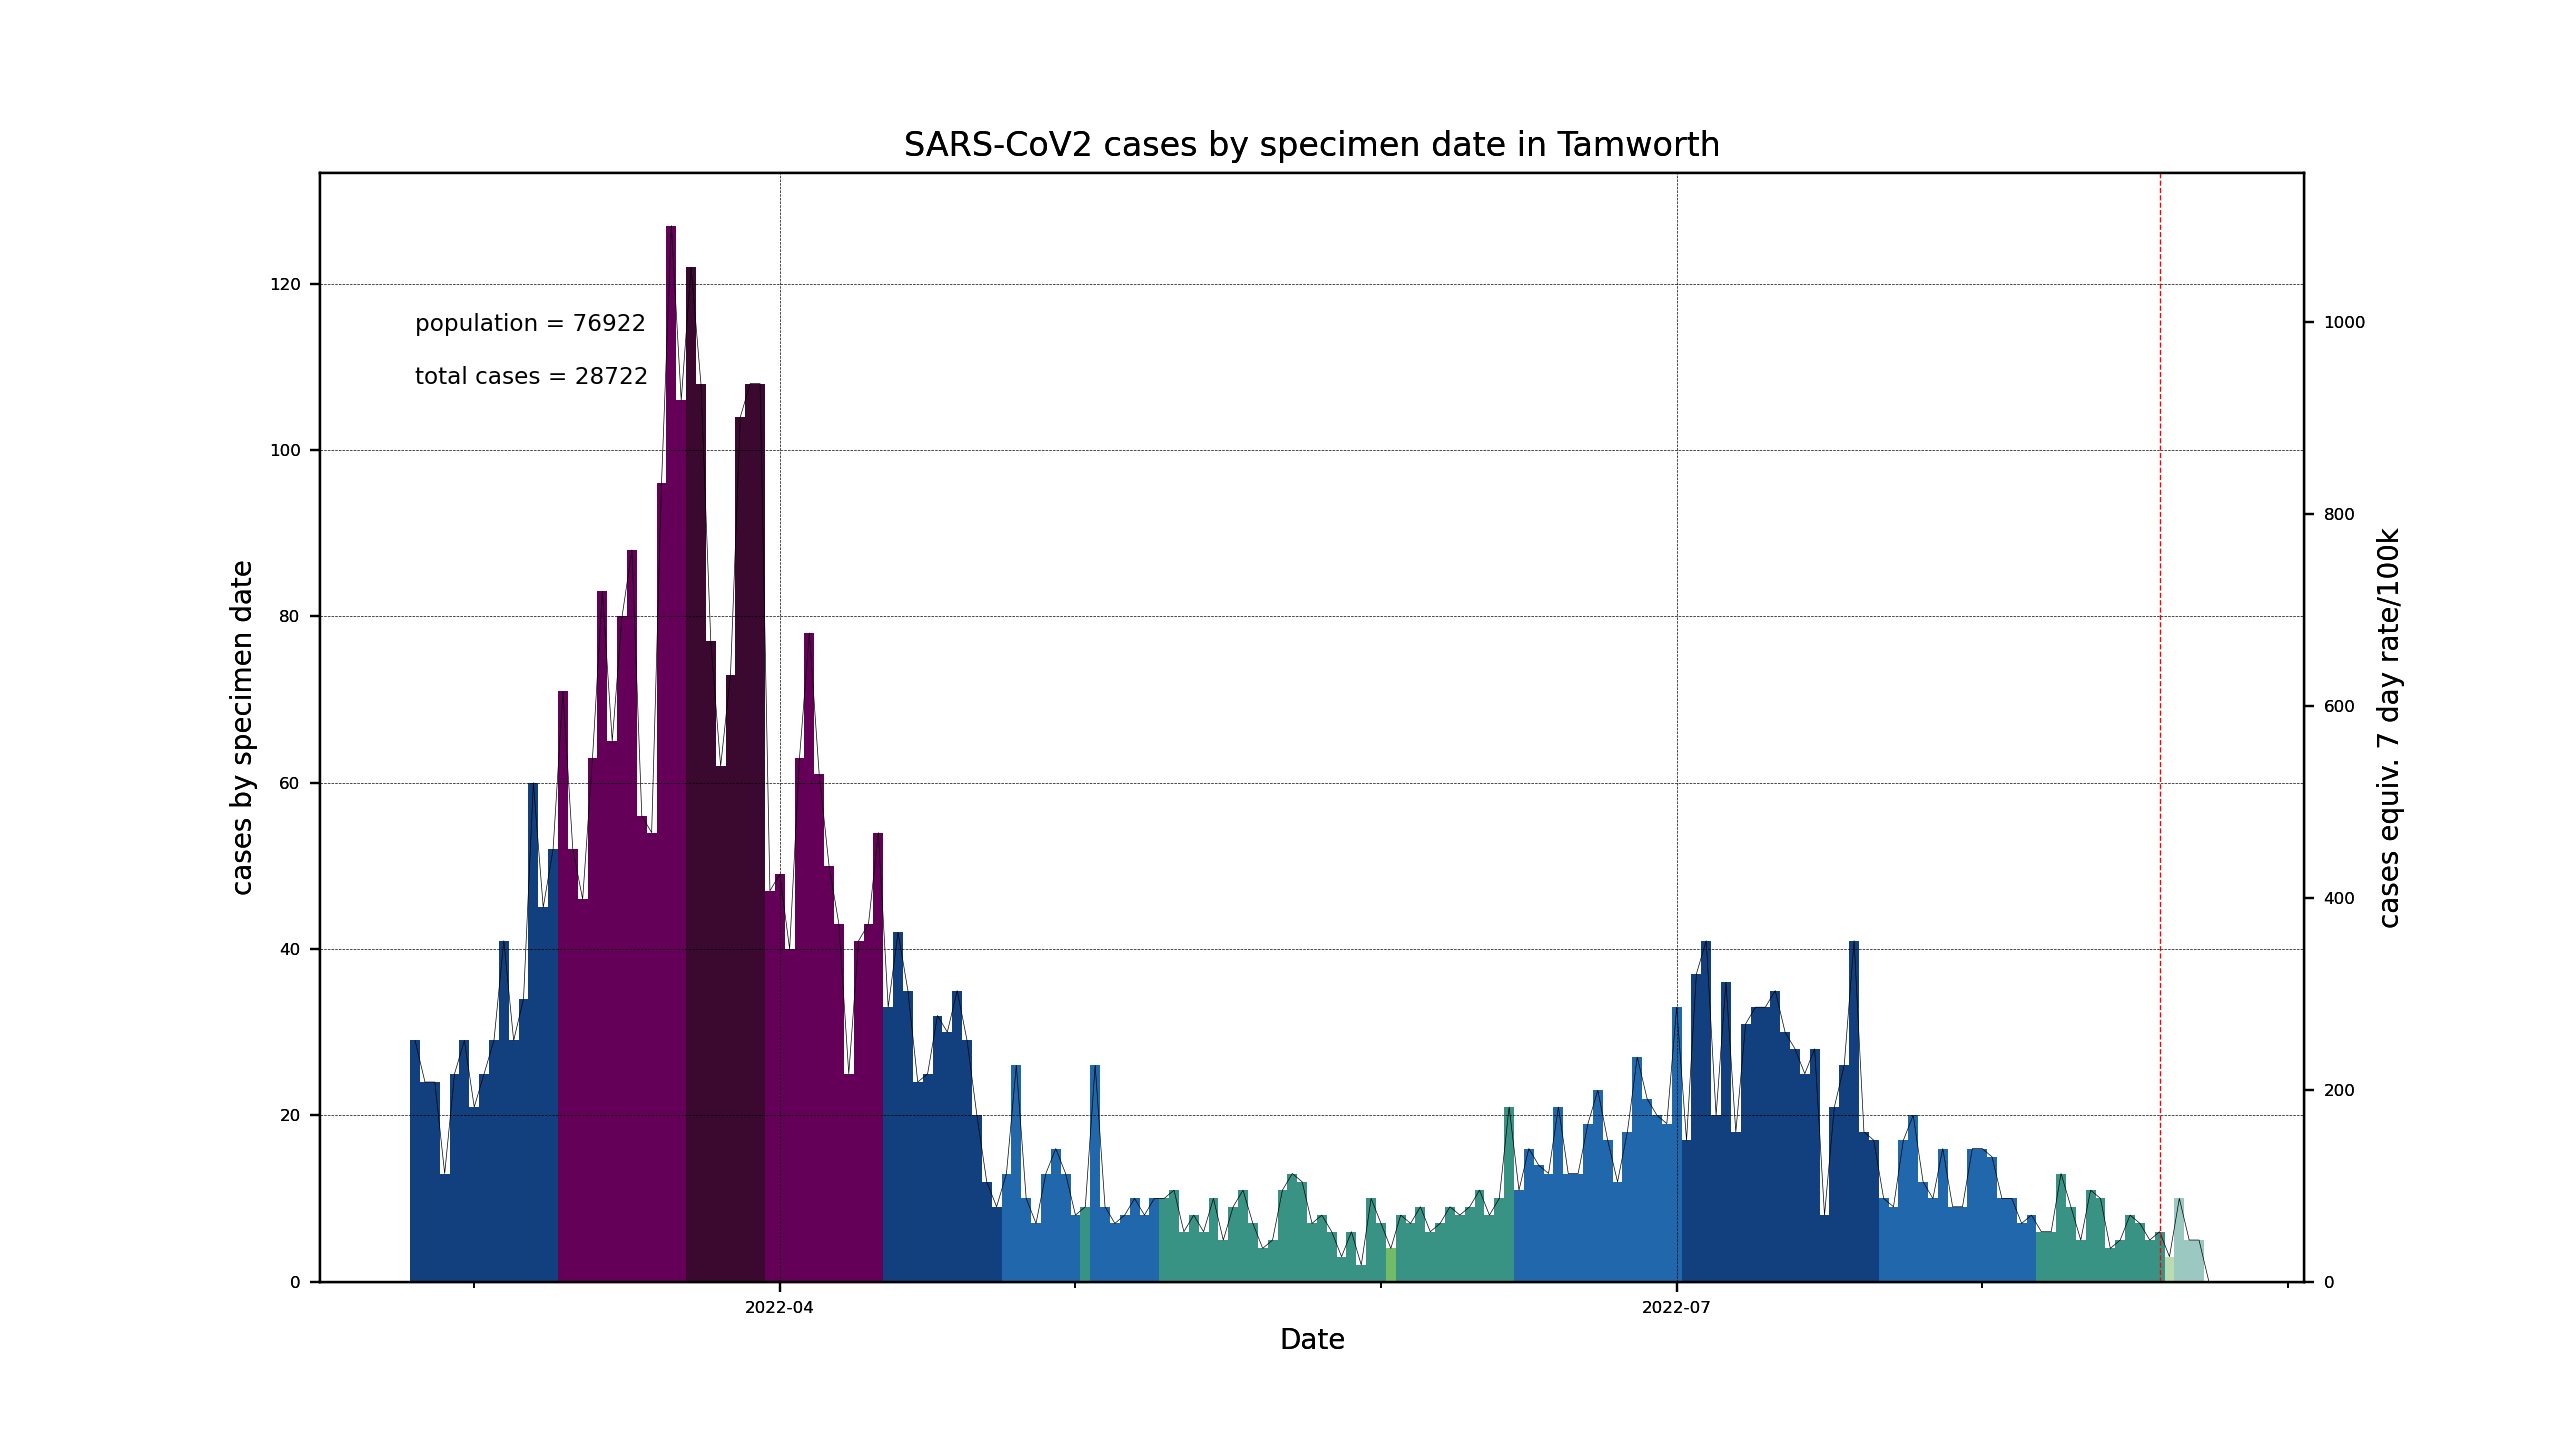 SARS-CoV2 cases by specimen date in Tamworth
population = 76922
total cases = 28722
cases by specimen date
0
20
40
60
80
100
120
cases equiv. 7 day rate/100k
0
200
400
600
800
1000
2022-04
2022-07
Date